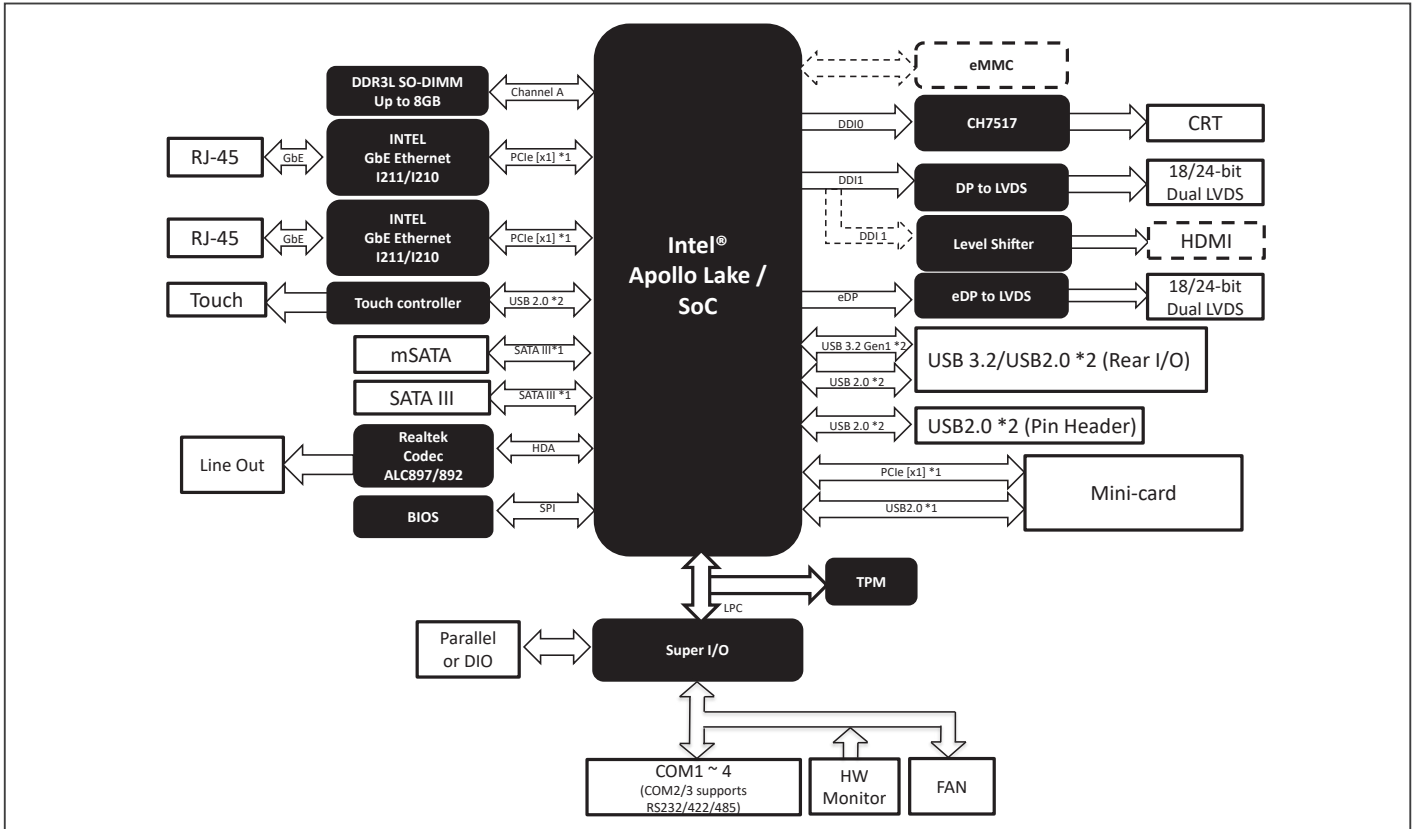 DDR3L SO-DIMM
Up to 8GB
Channel A
RJ-45
GbE
INTEL
GbE Ethernet
I211/I210
PCIe [x1] *1
RJ-45
GbE
INTEL
GbE Ethernet
I211/I210
PCIe [x1] *1
Touch
Touch controller
USB 2.0 *2
mSATA
SATA III*1
SATA III
SATA III *1
Line Out
Realtek
Codec
ALC897/892
HDA
BIOS
SPI
Intel®
Apollo Lake /
SoC
eMMC
DDI0
CH7517
CRT
DDI1
DP to LVDS
18/24-bit
Dual LVDS
DDI 1
Level Shifter
HDMI
eDP
eDP to LVDS
18/24-bit
Dual LVDS
USB 3.2 Gen1 *2
USB 2.0 *2
USB 3.2/USB2.0 *2 (Rear I/O)
USB 2.0 *2
USB2.0 *2 (Pin Header)
PCIe [x1] *1
USB2.0 *1
Mini-card
TPM
LPC
Parallel
or DIO
Super I/O
COM1 ~ 4
(COM2/3 supports
RS232/422/485)
HW
Monitor
FAN